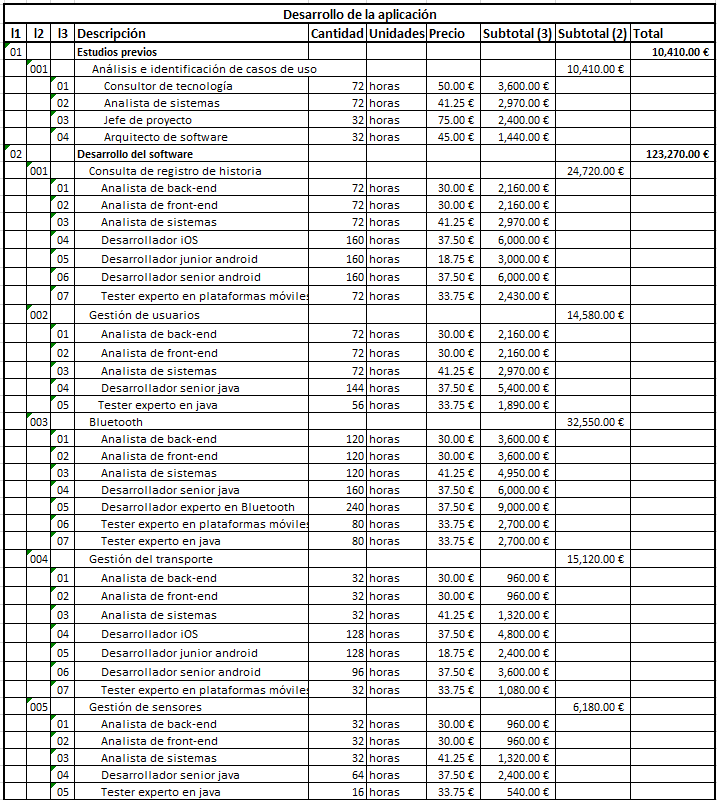 Desarrollo de la aplicación
l1 l2 l3 Descripción Cantidad Unidades Precio Subtotal (3) Subtotal (2) Total
01 Estudios previos 10,410.00 €
001 Análisis e identificación de casos de uso 10,410.00 €
01 Consultor de tecnología 72 horas 50.00 € 3,600.00 €
02 Analista de sistemas 72 horas 41.25 € 2,970.00 €
03 Jefe de proyecto 32 horas 75.00 € 2,400.00 €
04 Arquitecto de software 32 horas 45.00 € 1,440.00 €
02 Desarrollo del software 123,270.00 €
001 Consulta de registro de historia 24,720.00 €
01 Analista de back-end 72 horas 30.00 € 2,160.00 €
02 Analista de front-end 72 horas 30.00 € 2,160.00 €
03 Analista de sistemas 72 horas 41.25 € 2,970.00 €
04 Desarrollador iOS 160 horas 37.50 € 6,000.00 €
05 Desarrollador junior android 160 horas 18.75 € 3,000.00 €
06 Desarrollador senior android 160 horas 37.50 € 6,000.00 €
07 Tester experto en plataformas móviles 72 horas 33.75 € 2,430.00 €
002 Gestión de usuarios 14,580.00 €
01 Analista de back-end 72 horas 30.00 € 2,160.00 €
02 Analista de front-end 72 horas 30.00 € 2,160.00 €
03 Analista de sistemas 72 horas 41.25 € 2,970.00 €
04 Desarrollador senior java 144 horas 37.50 € 5,400.00 €
05 Tester experto en java 56 horas 33.75 € 1,890.00 €
003 Bluetooth 32,550.00 €
01 Analista de back-end 120 horas 30.00 € 3,600.00 €
02 Analista de front-end 120 horas 30.00 € 3,600.00 €
03 Analista de sistemas 120 horas 41.25 € 4,950.00 €
04 Desarrollador senior java 160 horas 37.50 € 6,000.00 €
05 Desarrollador experto en Bluetooth 240 horas 37.50 € 9,000.00 €
06 Tester experto en plataformas móviles 80 horas 33.75 € 2,700.00 €
07 Tester experto en java 80 horas 33.75 € 2,700.00 €
004 Gestión del transporte 15,120.00 €
01 Analista de back-end 32 horas 30.00 € 960.00 €
02 Analista de front-end 32 horas 30.00 € 960.00 €
03 Analista de sistemas 32 horas 41.25 € 1,320.00 €
04 Desarrollador iOS 128 horas 37.50 € 4,800.00 €
05 Desarrollador junior android 128 horas 18.75 € 2,400.00 €
06 Desarrollador senior android 96 horas 37.50 € 3,600.00 €
07 Tester experto en plataformas móviles 32 horas 33.75 € 1,080.00 €
005 Gestión de sensores 6,180.00 €
01 Analista de back-end 32 horas 30.00 € 960.00 €
02 Analista de front-end 32 horas 30.00 € 960.00 €
03 Analista de sistemas 32 horas 41.25 € 1,320.00 €
04 Desarrollador senior java 64 horas 37.50 € 2,400.00 €
05 Tester experto en java 16 horas 33.75 € 540.00 €